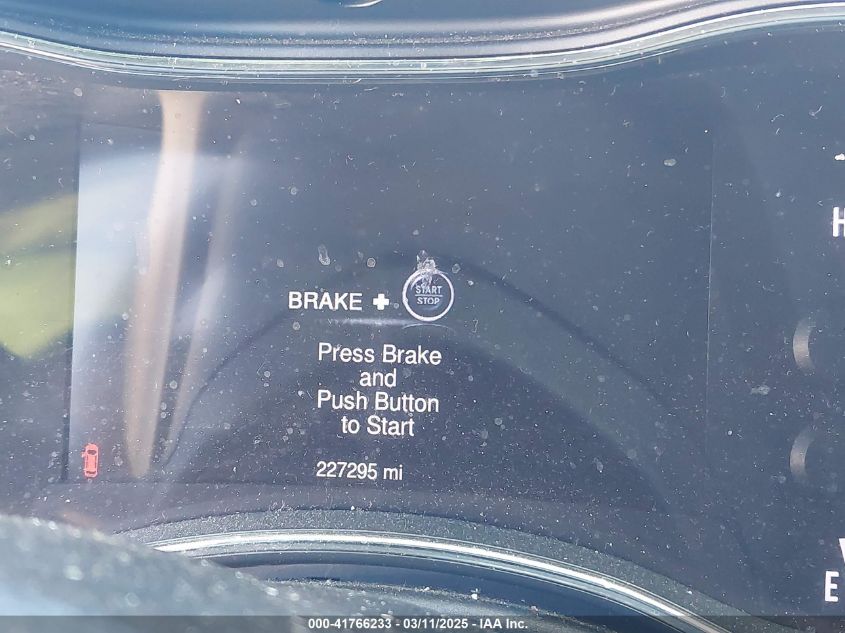 BRAKE + START STOP
Press Brake
and
Push Button
to Start
227295 mi
H
E
000-41766233 - 03/11/2025 - IAA Inc.